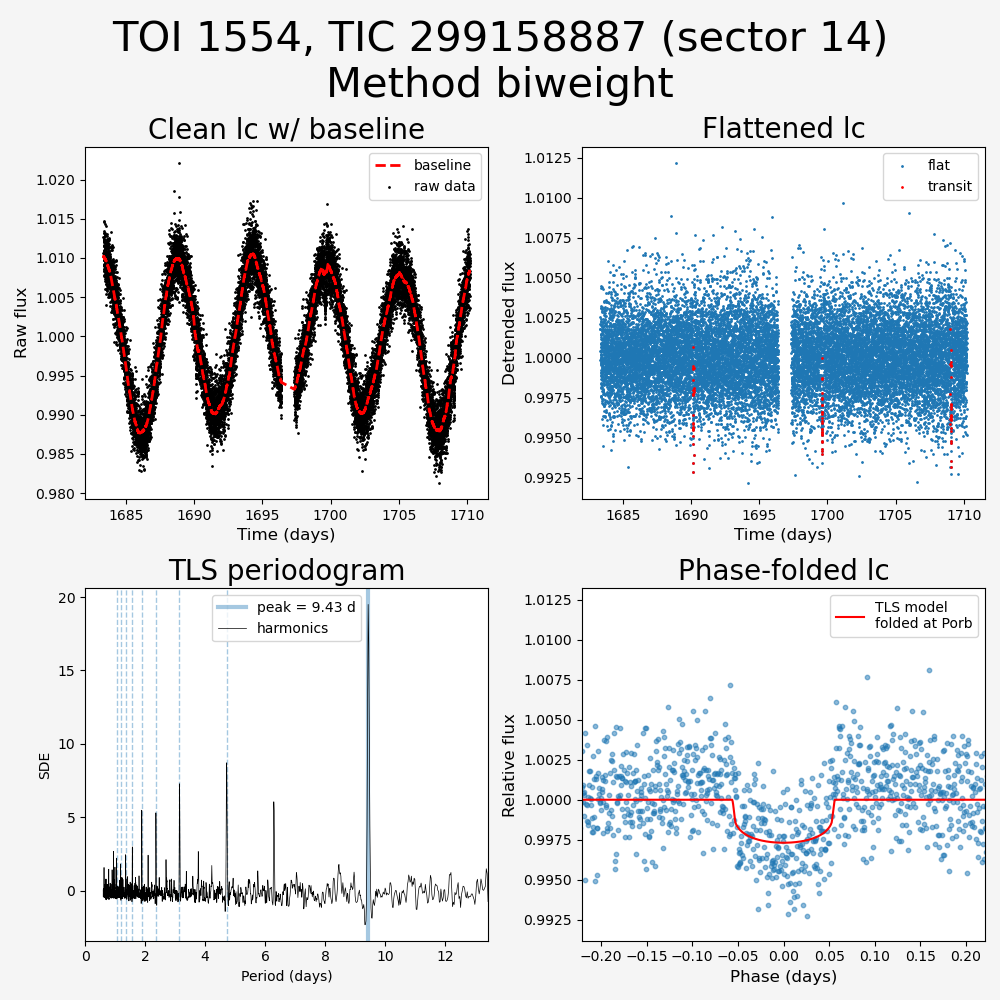 TOI 1554, TIC 299158887 (sector 14)
Method biweight
Clean lc w/ baseline
baseline
raw data
1.020
1.015
1.010
1.005
1.000
0.995
0.990
0.985
0.980
Raw flux
1685
1690
1695
1700
1705
1710
Time (days)
Flattened lc
flat
transit
1.0125
1.0100
1.0075
1.0050
1.0025
1.0000
0.9975
0.9950
0.9925
Detrended flux
1685
1690
1695
1700
1705
1710
Time (days)
TLS periodogram
peak = 9.43 d
harmonics
20
15
10
5
0
SDE
0
2
4
6
8
10
12
Period (days)
Phase-folded lc
TLS model
folded at Porb
1.0125
1.0100
1.0075
1.0050
1.0025
1.0000
0.9975
0.9950
0.9925
Relative flux
−0.20
−0.15
−0.10
−0.05
0.00
0.05
0.10
0.15
0.20
Phase (days)